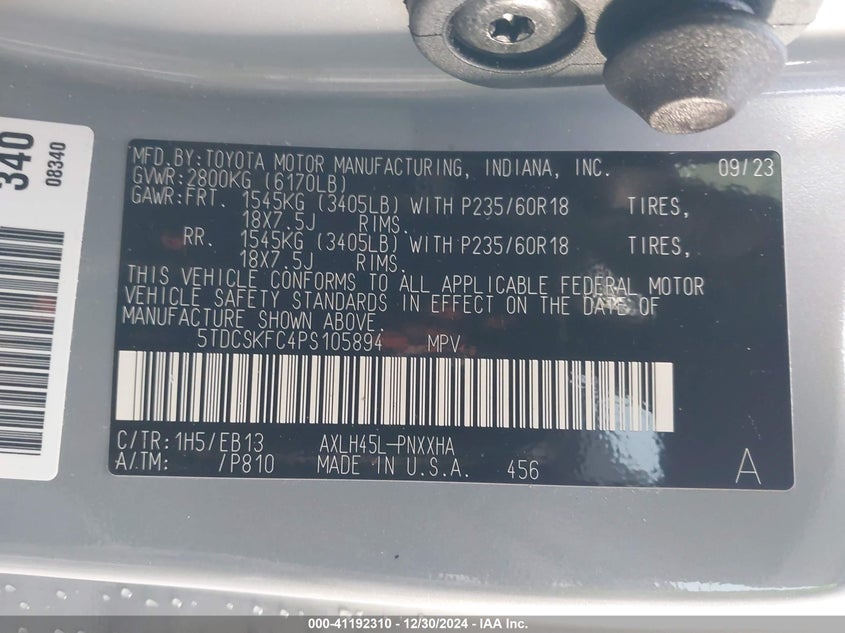 340
08340
MFD.BY:TOYOTA MOTOR MANUFACTURING, INDIANA, INC. 09/23
GVWR:2800KG (6170LB)
GAWR:FRT. 1545KG (3405LB) WITH P235/60R18 TIRES,
18X7.5J RIMS.
RR. 1545KG (3405LB) WITH P235/60R18 TIRES,
18X7.5J RIMS.
THIS VEHICLE CONFORMS TO ALL APPLICABLE FEDERAL MOTOR
VEHICLE SAFETY STANDARDS IN EFFECT ON THE DATE OF
MANUFACTURE SHOWN ABOVE.
5TDCSKFC4PS105894 MPV
C/TR:1H5/EB13 AXLH45L-PNXXHA
A/TM: /P810 MADE IN U.S.A. 456 A
000-41192310 - 12/30/2024 - IAA Inc.